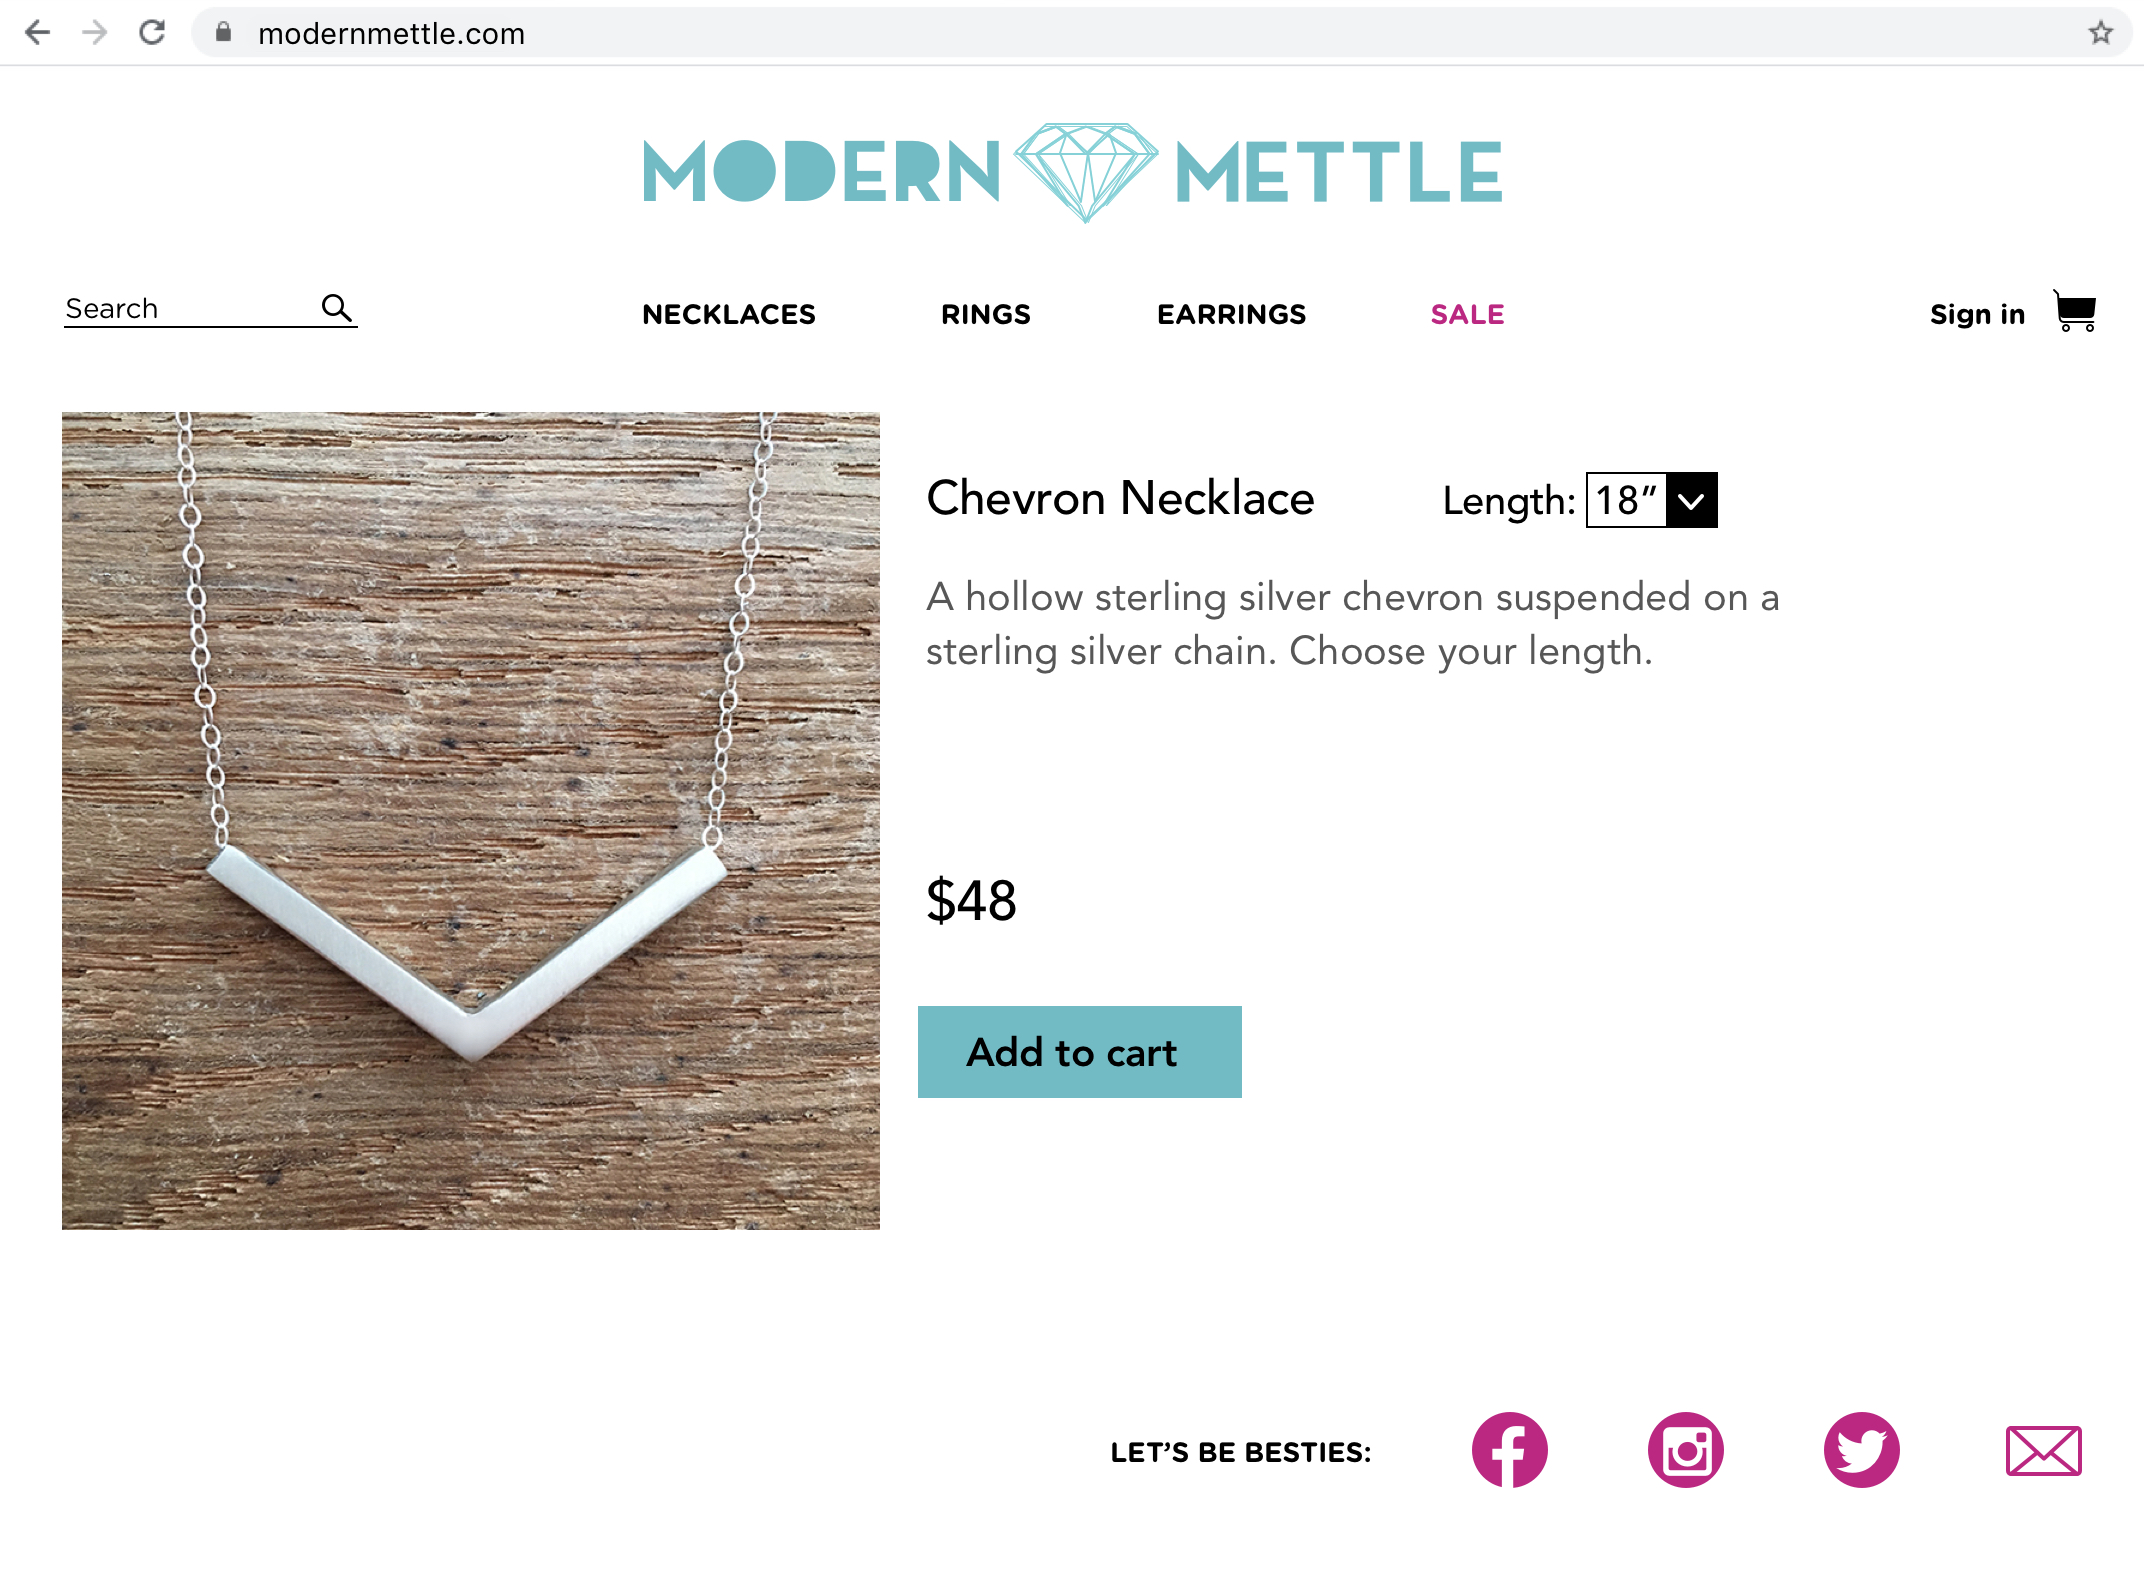 modernmettle.com
MODERN METTLE
Search
NECKLACES RINGS EARRINGS SALE
Sign in
Chevron Necklace
Length: 18”
A hollow sterling silver chevron suspended on a
sterling silver chain. Choose your length.
$48
Add to cart
LET’S BE BESTIES: